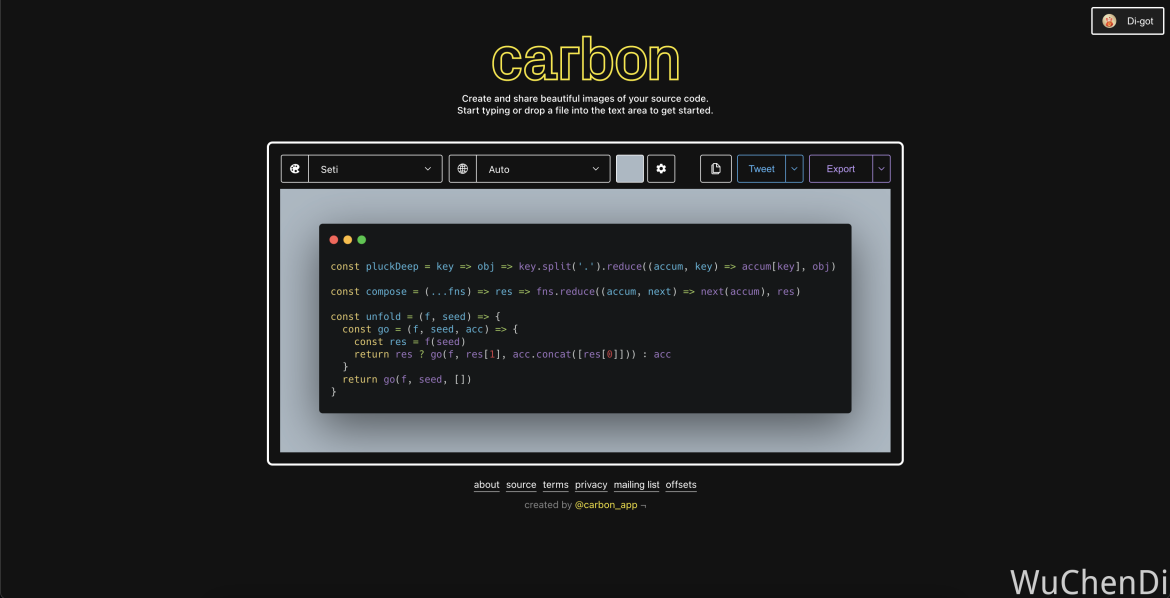 Di-got
carbon
Create and share beautiful images of your source code.
Start typing or drop a file into the text area to get started.
Seti
Auto
Tweet
Export
const pluckDeep = key => obj => key.split('.').reduce((accum, key) => accum[key], obj)
const compose = (...fns) => res => fns.reduce((accum, next) => next(accum), res)
const unfold = (f, seed) => {
  const go = (f, seed, acc) => {
    const res = f(seed)
    return res ? go(f, res[1], acc.concat([res[0]])) : acc
  }
  return go(f, seed, [])
}
about source terms privacy mailing list offsets
created by @carbon_app ¬
WuChenDi